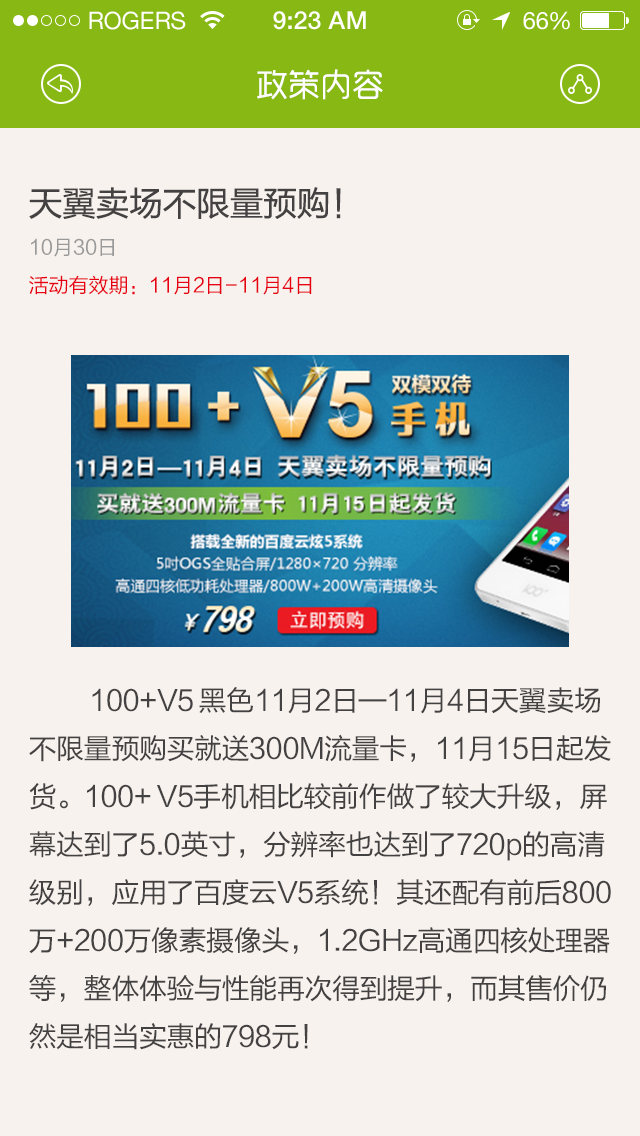 ROGERS 9:23 AM 66%
政策内容
天翼卖场不限量预购！
10月30日
活动有效期：11月2日-11月4日
100+V5 双模双待
手机
11月2日—11月4日 天翼卖场不限量预购
买就送300M流量卡 11月15日起发货
搭载全新的百度云炫5系统
5吋OGS全贴合屏/1280×720 分辨率
高通四核低功耗处理器/800W+200W高清摄像头
¥798 立即预购
100+
100+V5 黑色11月2日—11月4日天翼卖场
不限量预购买就送300M流量卡，11月15日起发
货。100+ V5手机相比较前作做了较大升级，屏
幕达到了5.0英寸，分辨率也达到了720p的高清
级别，应用了百度云V5系统！其还配有前后800
万+200万像素摄像头，1.2GHz高通四核处理器
等，整体体验与性能再次得到提升，而其售价仍
然是相当实惠的798元！